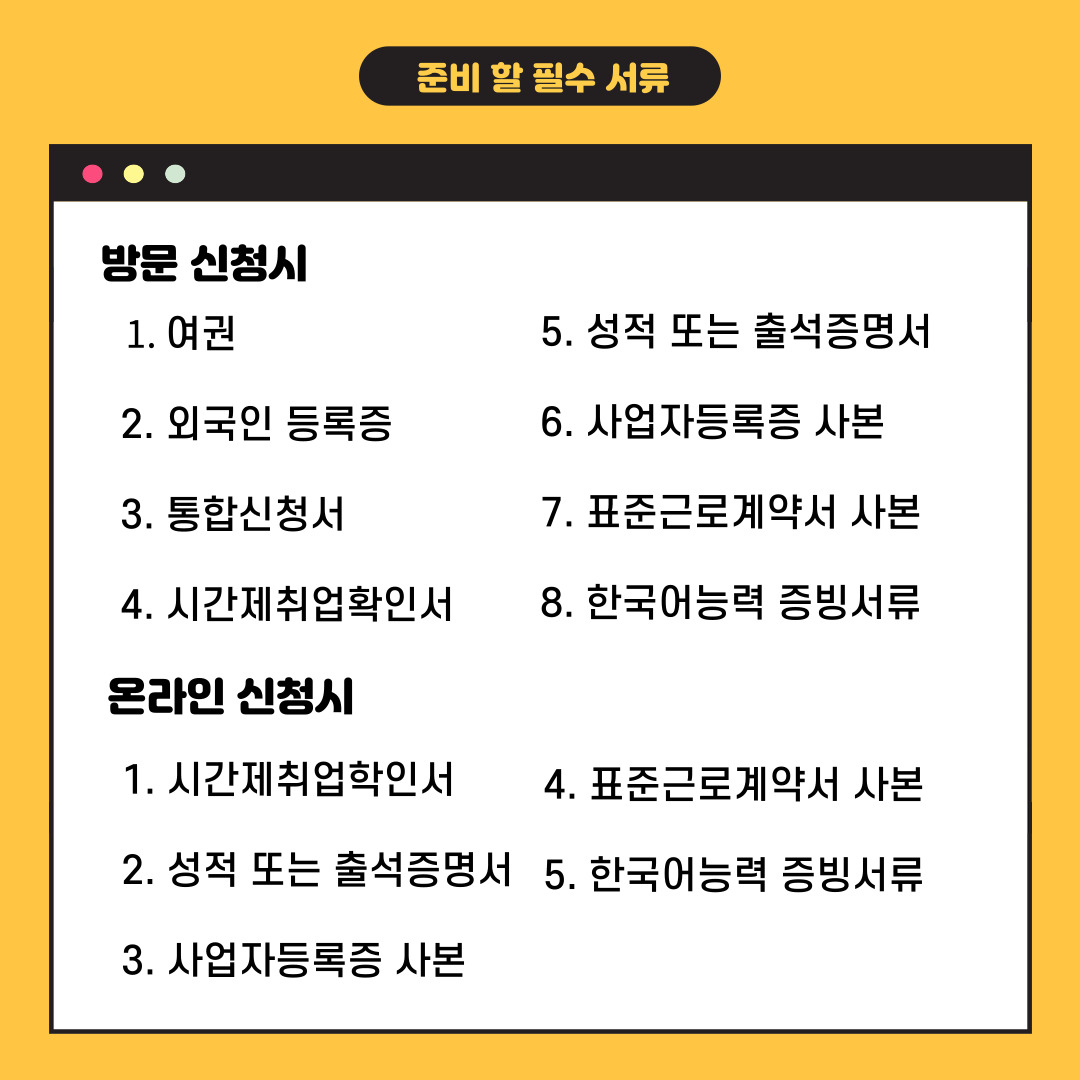 준비 할 필수 서류
방문 신청시
1. 여권
2. 외국인 등록증
3. 통합신청서
4. 시간제취업확인서
5. 성적 또는 출석증명서
6. 사업자등록증 사본
7. 표준근로계약서 사본
8. 한국어능력 증빙서류
온라인 신청시
1. 시간제취업학인서
2. 성적 또는 출석증명서
3. 사업자등록증 사본
4. 표준근로계약서 사본
5. 한국어능력 증빙서류